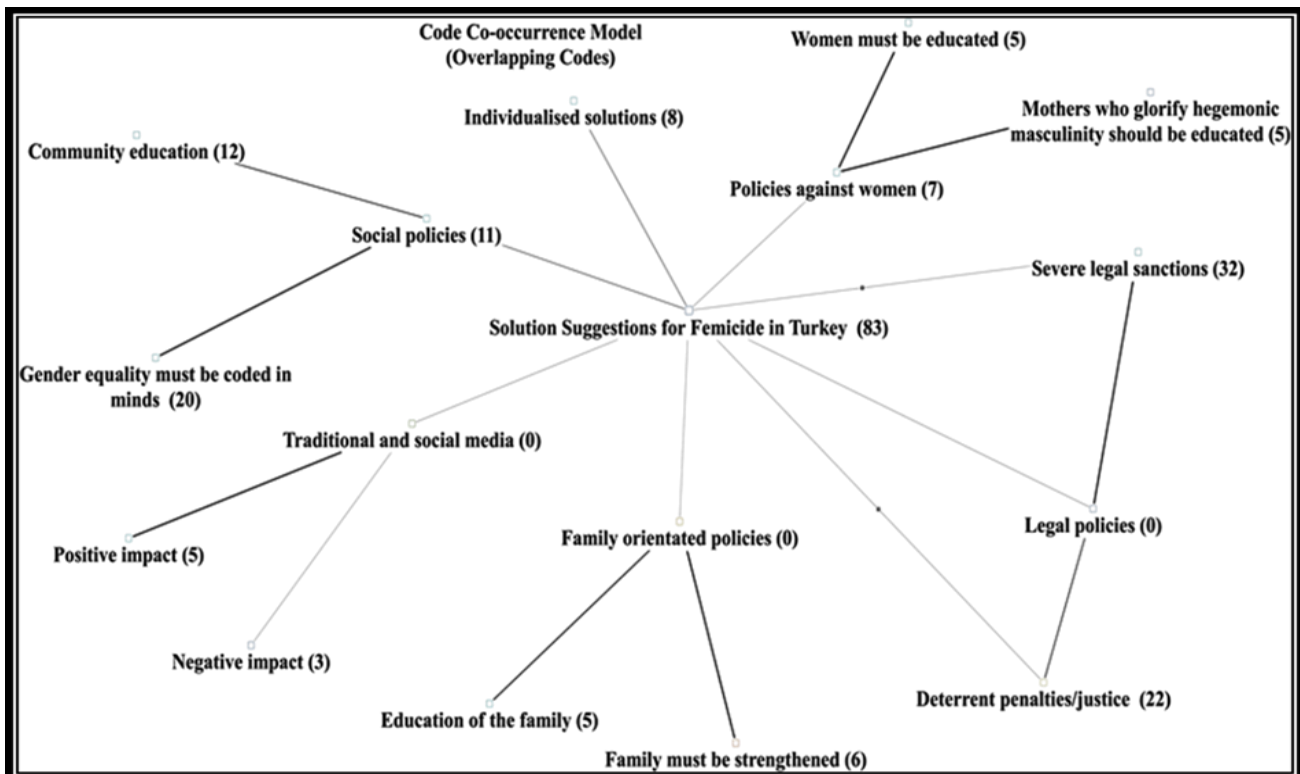 Code Co-occurrence Model
(Overlapping Codes)
Women must be educated (5)
Individualised solutions (8)
Mothers who glorify hegemonic
masculinity should be educated (5)
Community education (12)
Policies against women (7)
Social policies (11)
Severe legal sanctions (32)
Solution Suggestions for Femicide in Turkey (83)
Gender equality must be coded in
minds (20)
Traditional and social media (0)
Positive impact (5)
Family orientated policies (0)
Legal policies (0)
Negative impact (3)
Education of the family (5)
Deterrent penalties/justice (22)
Family must be strengthened (6)